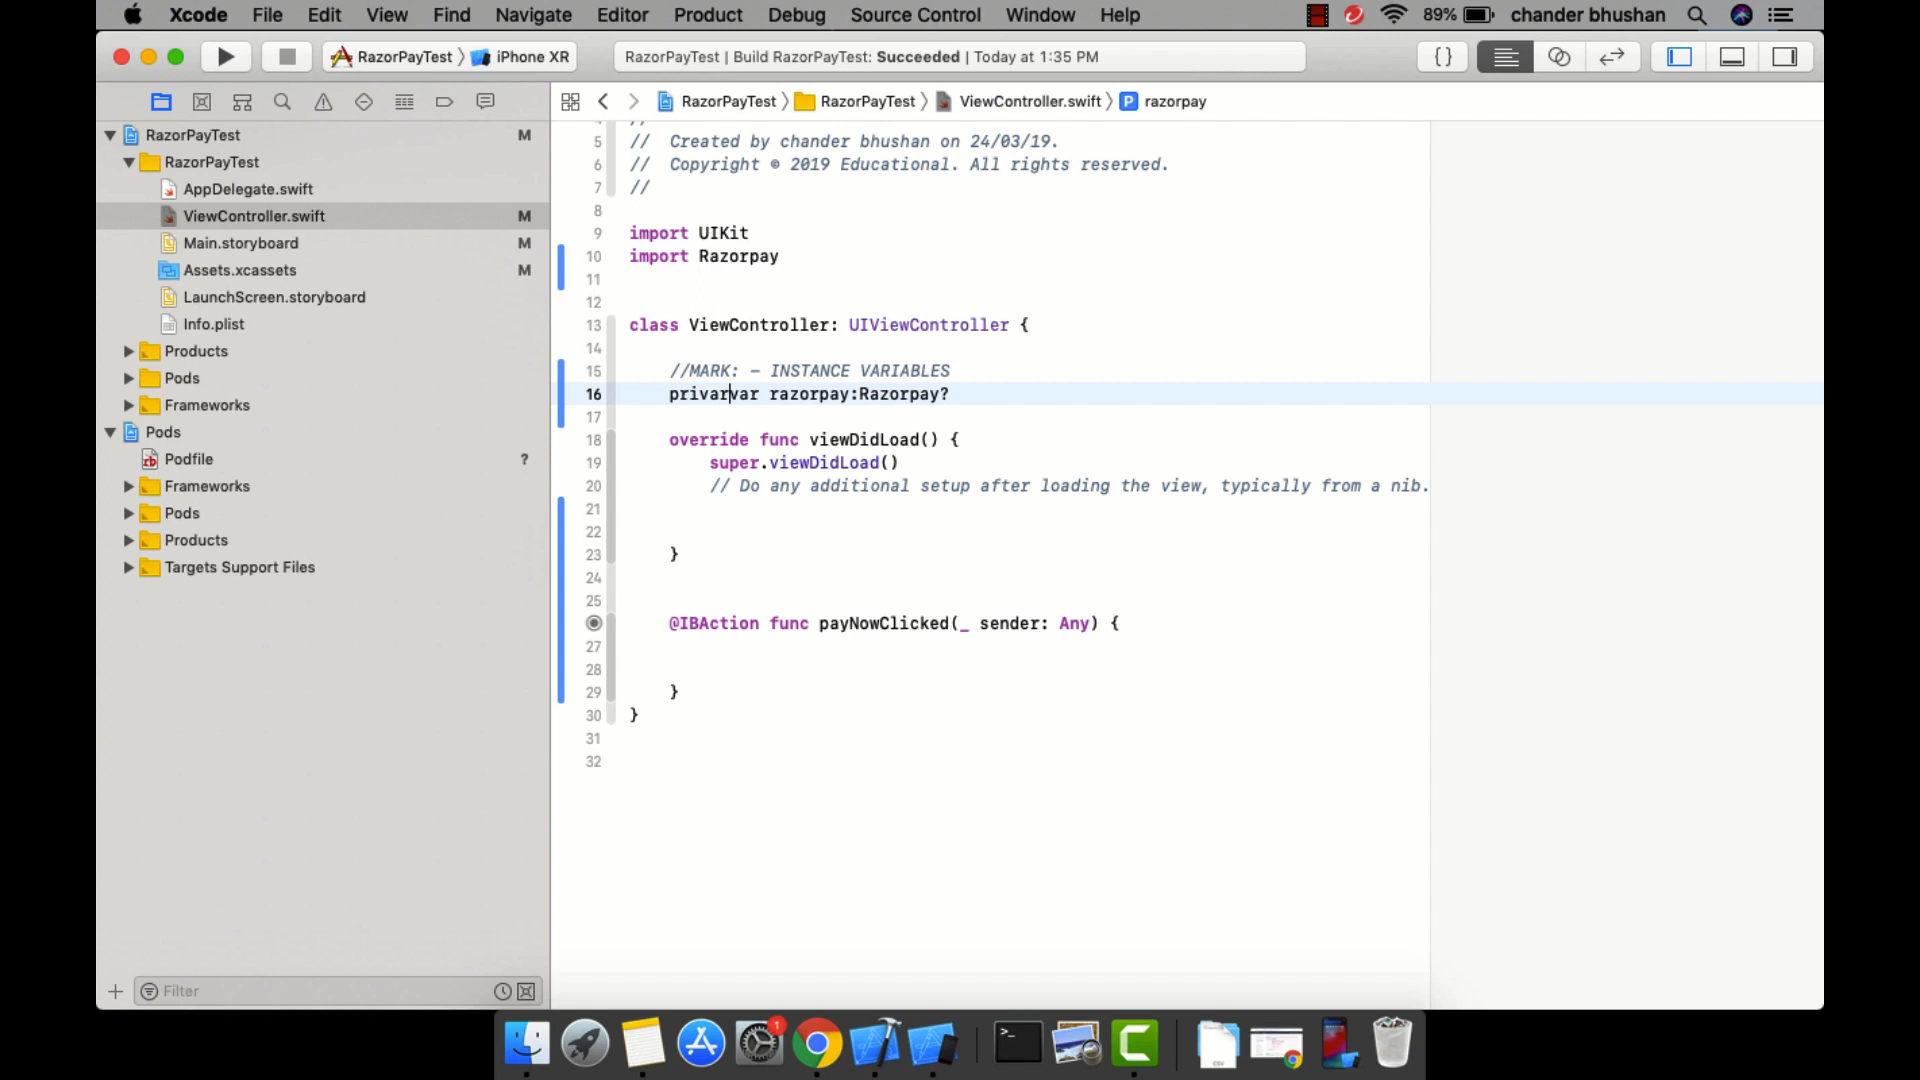 Xcode File Edit View Find Navigate Editor Product Debug Source Control Window Help 89% chander bhushan
RazorPayTest 〉 iPhone XR
RazorPayTest | Build RazorPayTest: Succeeded | Today at 1:35 PM
{}
RazorPayTest 〉 RazorPayTest 〉 ViewController.swift 〉 P razorpay
RazorPayTest M
RazorPayTest
AppDelegate.swift
ViewController.swift M
Main.storyboard M
Assets.xcassets M
LaunchScreen.storyboard
Info.plist
Products
Pods
Frameworks
Pods
Podfile ?
Frameworks
Pods
Products
Targets Support Files
Filter
5 // Created by chander bhushan on 24/03/19.
6 // Copyright © 2019 Educational. All rights reserved.
7 //
8
9 import UIKit
10 import Razorpay
11
12
13 class ViewController: UIViewController {
14
15 //MARK: - INSTANCE VARIABLES
16 privarvar razorpay:Razorpay?
17
18 override func viewDidLoad() {
19 super.viewDidLoad()
20 // Do any additional setup after loading the view, typically from a nib.
21
22
23 }
24
25
@IBAction func payNowClicked(_ sender: Any) {
27
28
29 }
30 }
31
32
1
>_
C
CSV